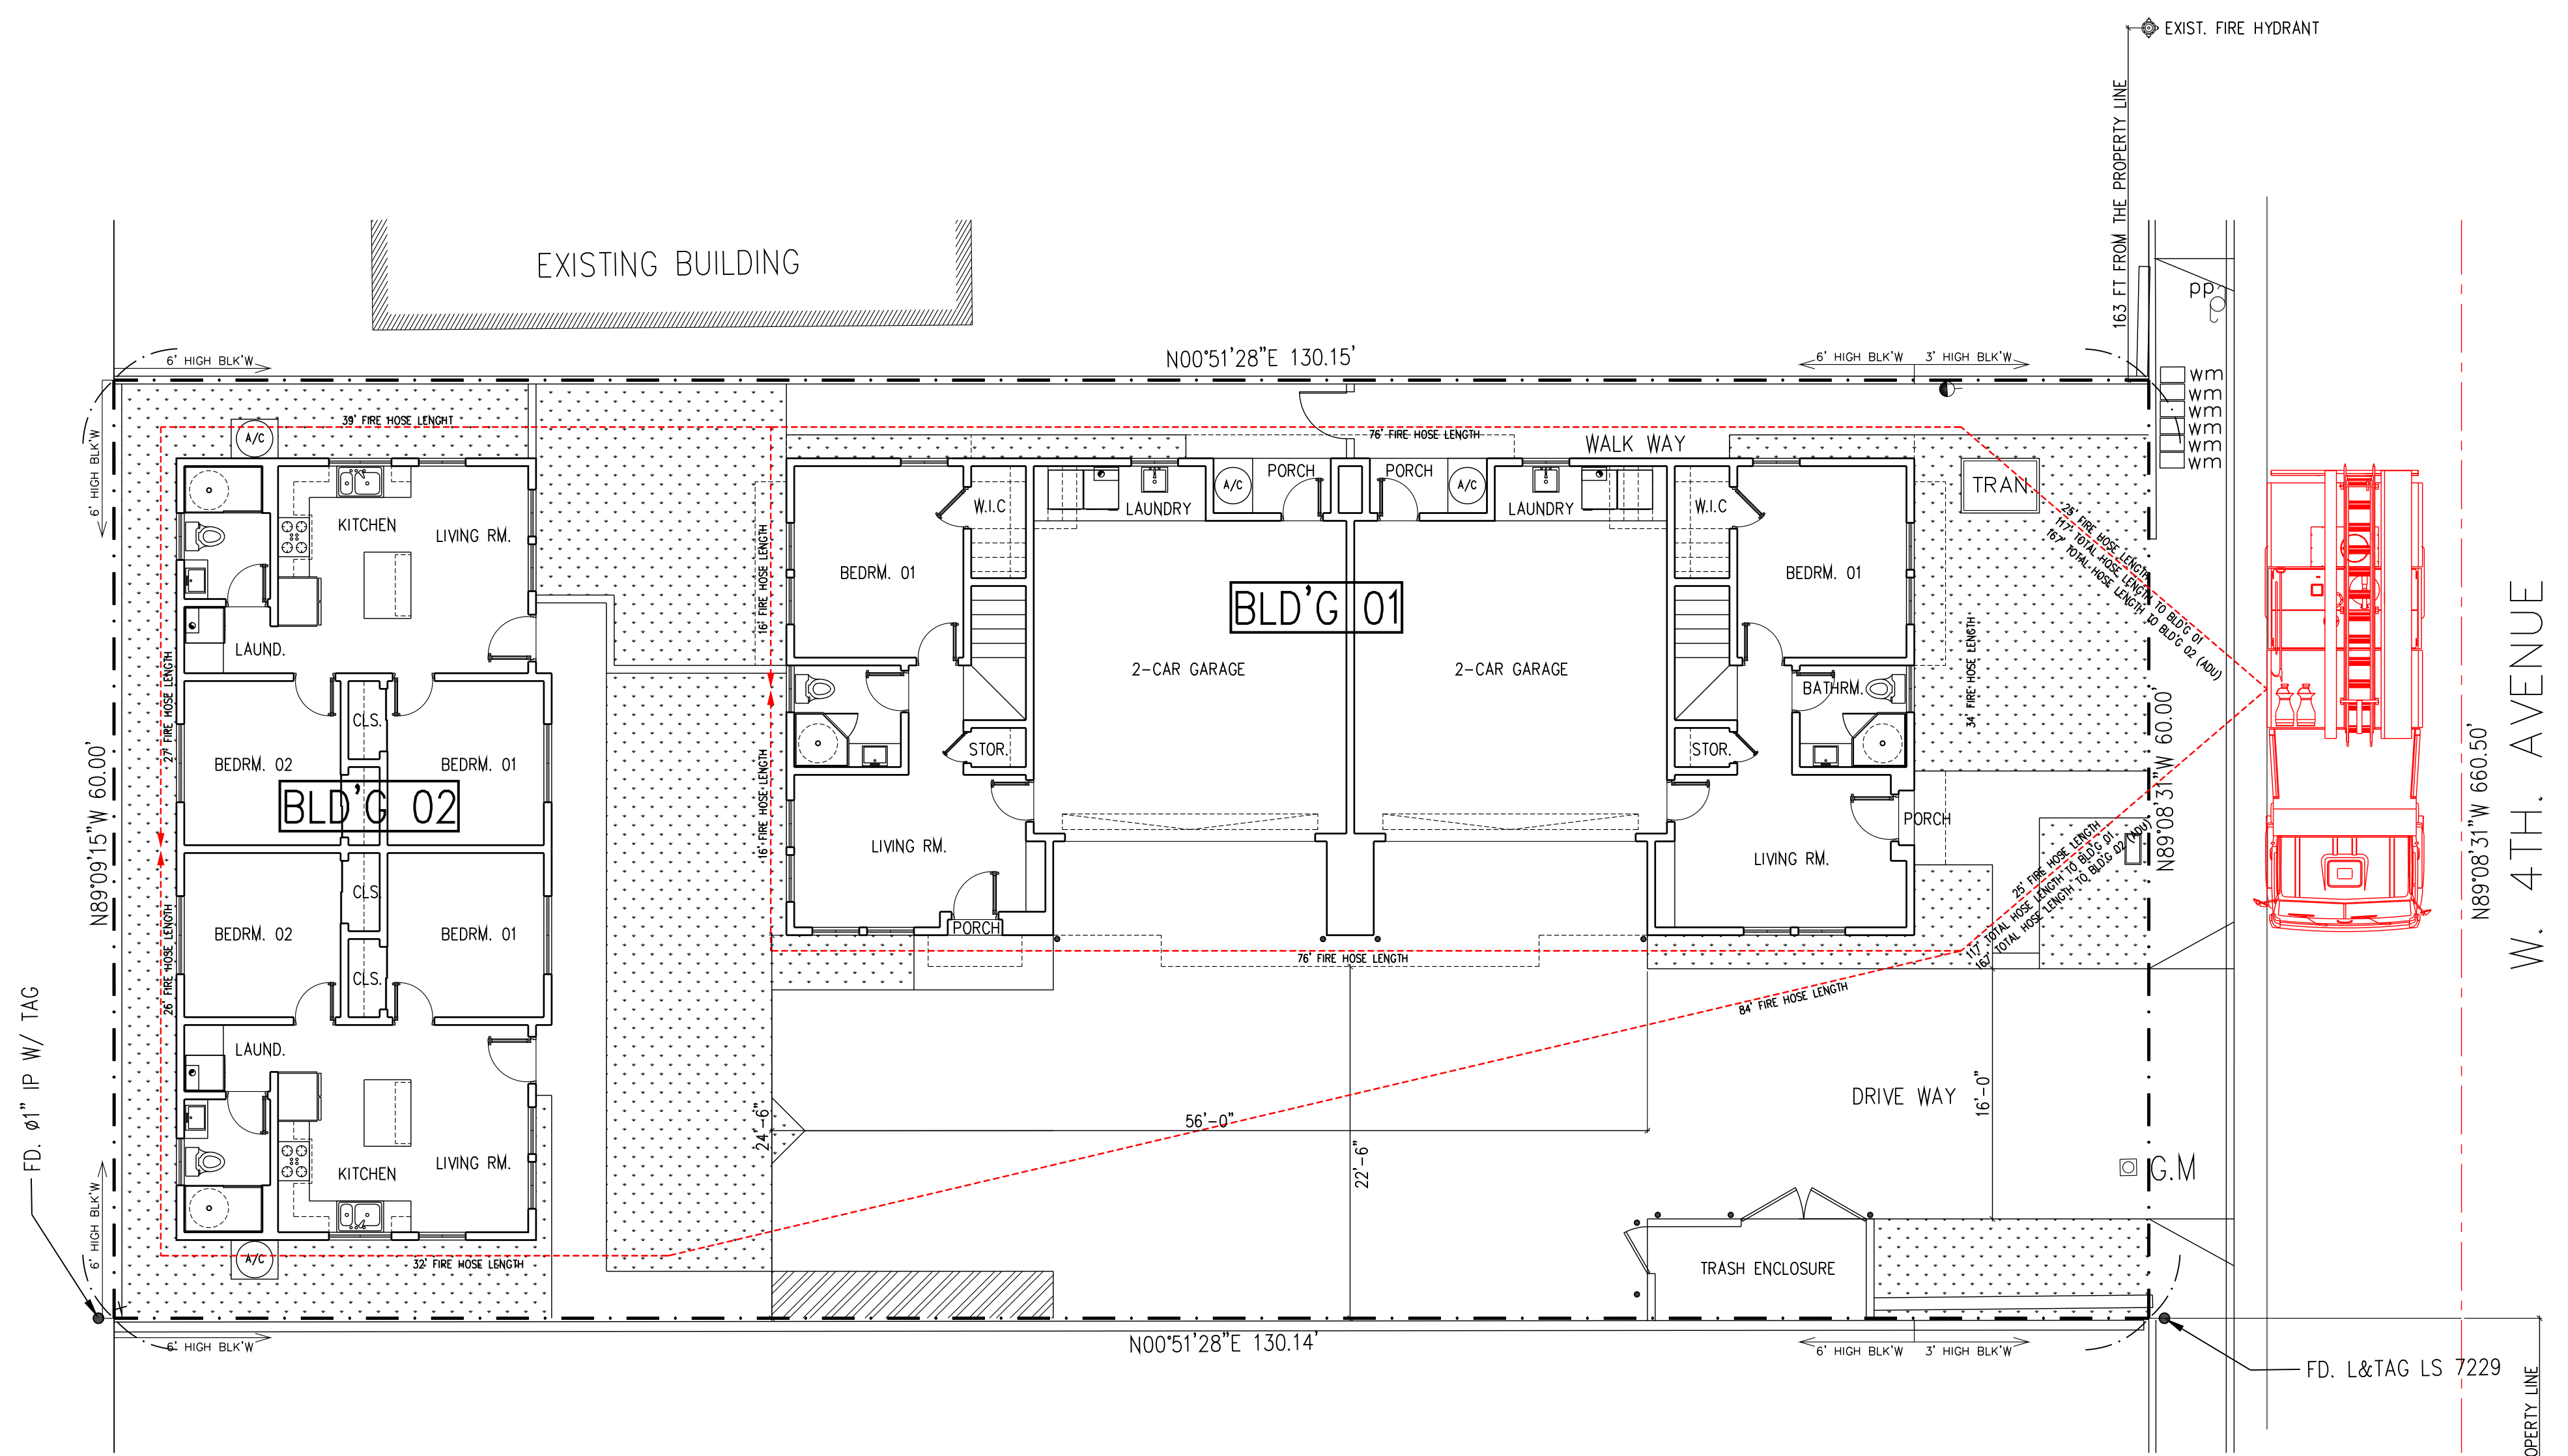 EXIST. FIRE HYDRANT
163 FT FROM THE PROPERTY LINE
EXISTING BUILDING
pp
6' HIGH BLK'W
N00°51'28"E 130.15'
6' HIGH BLK'W
3' HIGH BLK'W
wm
wm
wm
wm
wm
wm
6' HIGH BLK'W
39' FIRE HOSE LENGHT
A/C
76' FIRE HOSE LENGTH
WALK WAY
PORCH
PORCH
A/C
A/C
TRAN.
KITCHEN
LIVING RM.
W.I.C
LAUNDRY
LAUNDRY
W.I.C
25' FIRE HOSE LENGTH
117' TOTAL HOSE LENGTH TO BLD'G 01
167' TOTAL HOSE LENGTH TO BLD'G 02 (ADU)
16' FIRE HOSE LENGTH
BEDRM. 01
BLD'G 01
BEDRM. 01
LAUND.
2-CAR GARAGE
2-CAR GARAGE
34' FIRE HOSE LENGTH
BATHRM.
27' FIRE HOSE LENGTH
CLS.
BEDRM. 02
BEDRM. 01
STOR.
STOR.
BLD'G 02
16' FIRE HOSE LENGTH
N89°09'15"W 60.00'
N89°08'31"W 60.00'
N89°08'31"W 660.50'
W. 4TH. AVENUE
PORCH
LIVING RM.
LIVING RM.
CLS.
25' FIRE HOSE LENGTH
117' TOTAL HOSE LENGTH TO BLD'G 01
167' TOTAL HOSE LENGTH TO BLD'G 02 (ADU)
BEDRM. 02
BEDRM. 01
26' FIRE HOSE LENGTH
PORCH
76' FIRE HOSE LENGTH
CLS.
84' FIRE HOSE LENGTH
LAUND.
FD. ø1" IP W/ TAG
DRIVE WAY
16'-0"
56'-0"
24'-6"
22'-6"
KITCHEN
LIVING RM.
G.M
6' HIGH BLK'W
A/C
32' FIRE HOSE LENGTH
TRASH ENCLOSURE
6' HIGH BLK'W
N00°51'28"E 130.14'
6' HIGH BLK'W
3' HIGH BLK'W
FD. L&TAG LS 7229
OPERTY LINE